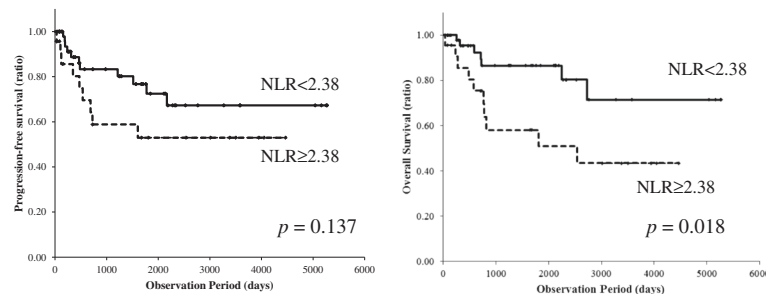 Progression-free survival (ratio)
1.00
0.80
0.60
0.40
0.20
0.00
NLR<2.38
NLR≥2.38
p = 0.137
0 1000 2000 3000 4000 5000 6000
Observation Period (days)
Overall Survival (ratio)
1.00
0.80
0.60
0.40
0.20
0.00
NLR<2.38
NLR≥2.38
p = 0.018
0 1000 2000 3000 4000 5000 6000
Observation Period (days)